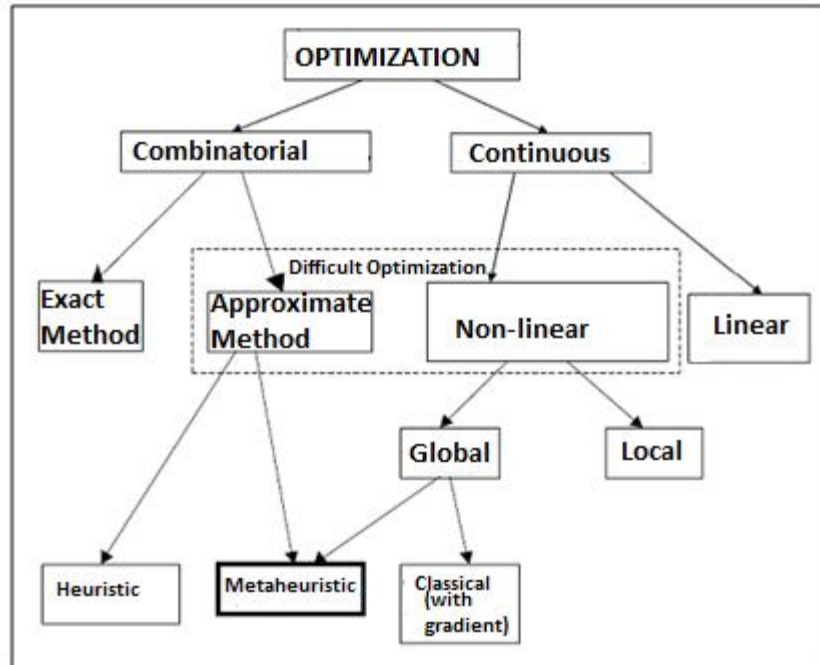 OPTIMIZATION
Combinatorial
Continuous
Difficult Optimization
Exact
Method
Approximate
Method
Non-linear
Linear
Global
Local
Heuristic
Metaheuristic
Classical
(with
gradient)